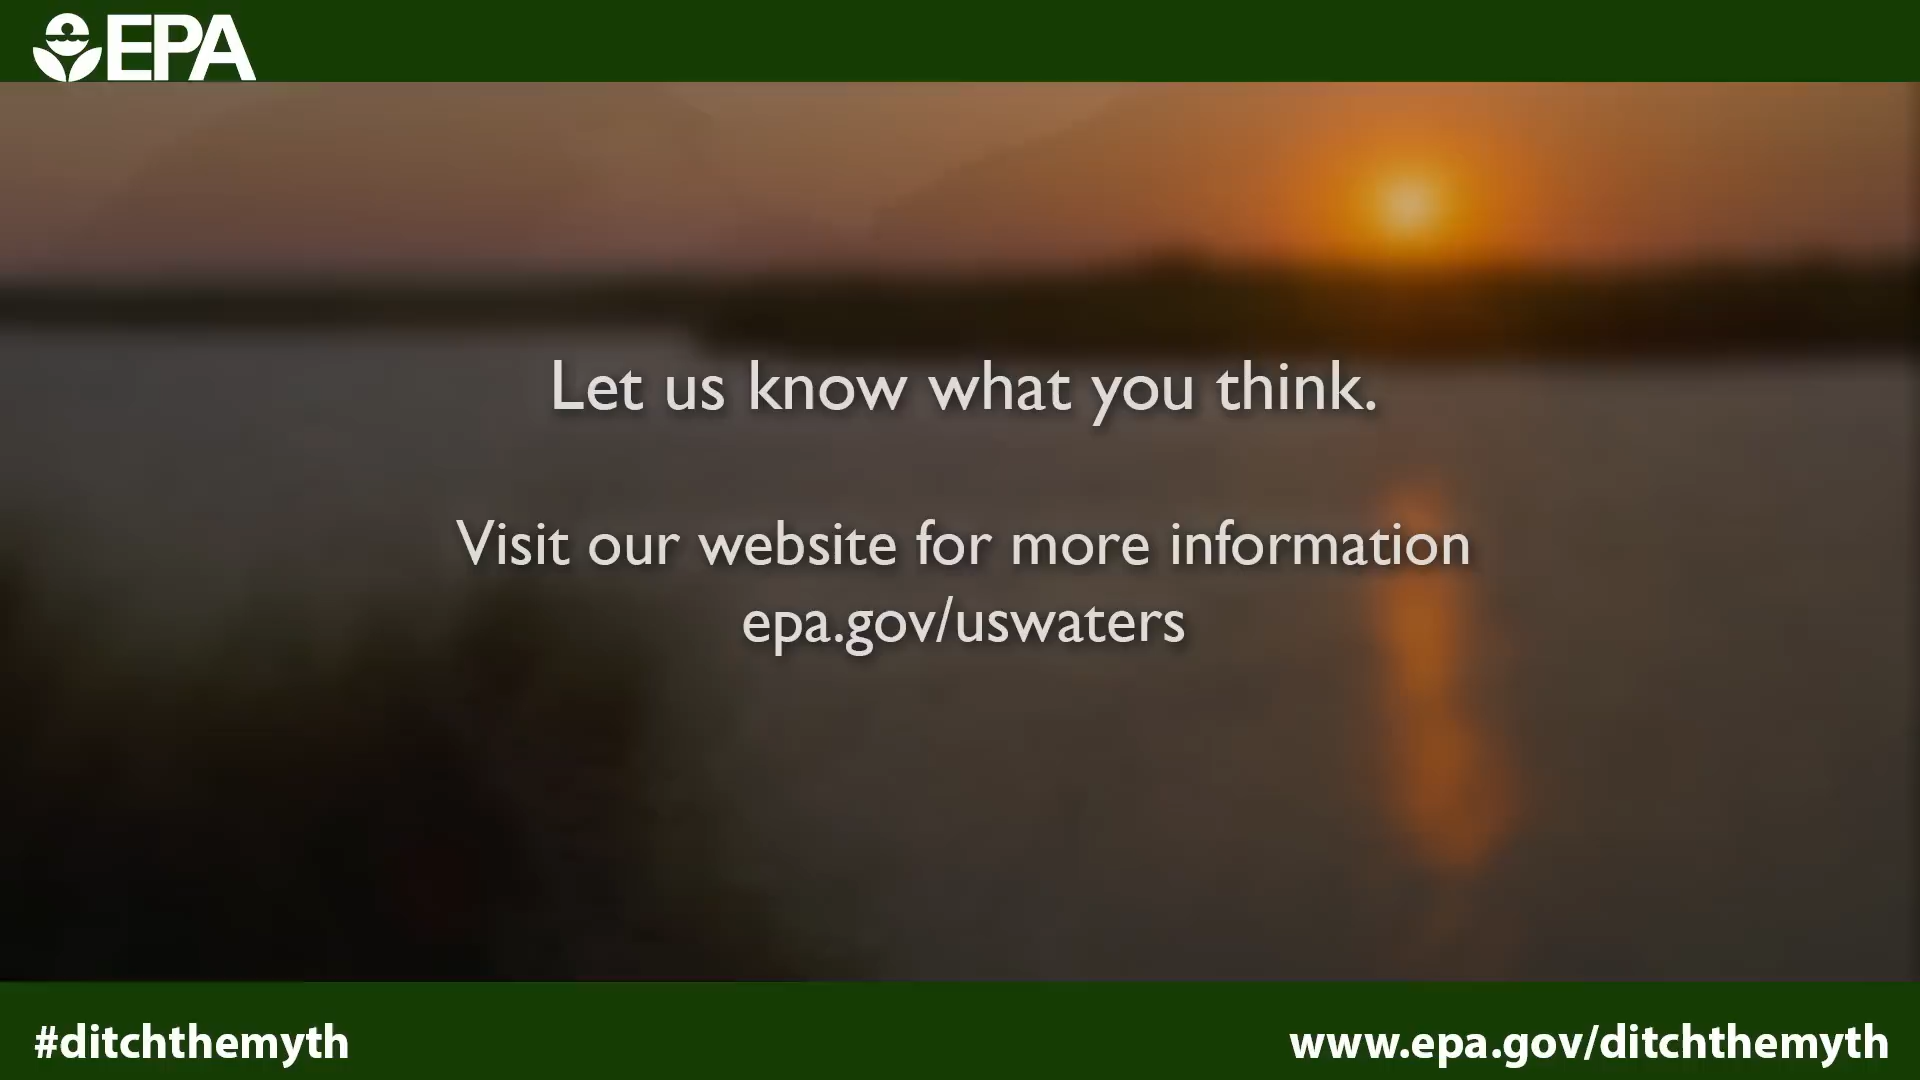 EPA
Let us know what you think.
Visit our website for more information
epa.gov/uswaters
#ditchthemyth
www.epa.gov/ditchthemyth